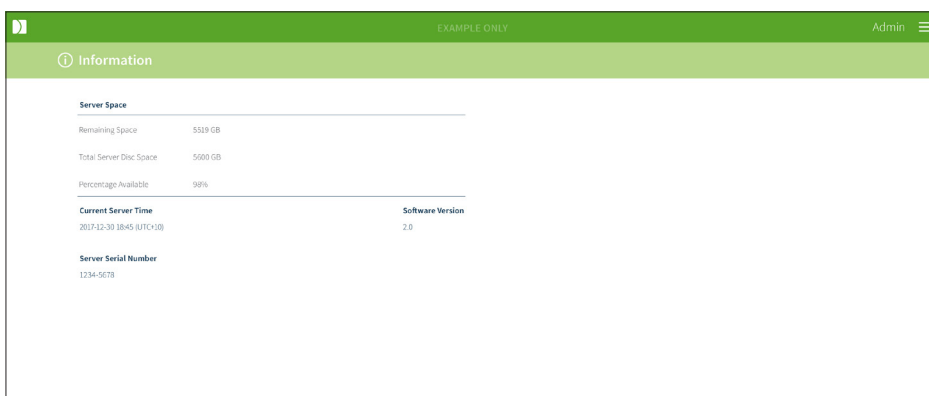 EXAMPLE ONLY
Admin
Information
Server Space
Remaining Space 5519 GB
Total Server Disc Space 5600 GB
Percentage Available 98%
Current Server Time Software Version
2017-12-30 18:45 (UTC+10) 2.0
Server Serial Number
1234-5678